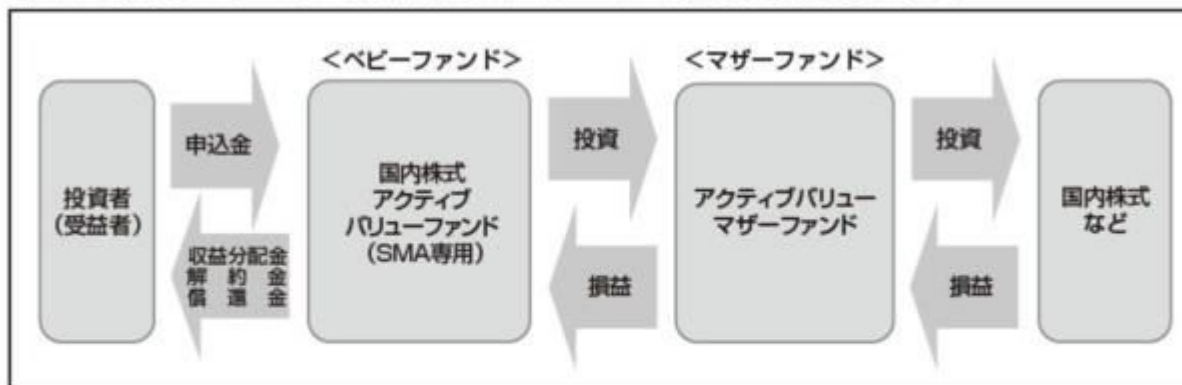 投資者
(受益者)
申込金
収益分配金
解約金
償還金
<ベビーファンド>
国内株式
アクティブ
バリューファンド
(SMA専用)
投資
損益
<マザーファンド>
アクティブバリュー
マザーファンド
投資
損益
国内株式
など